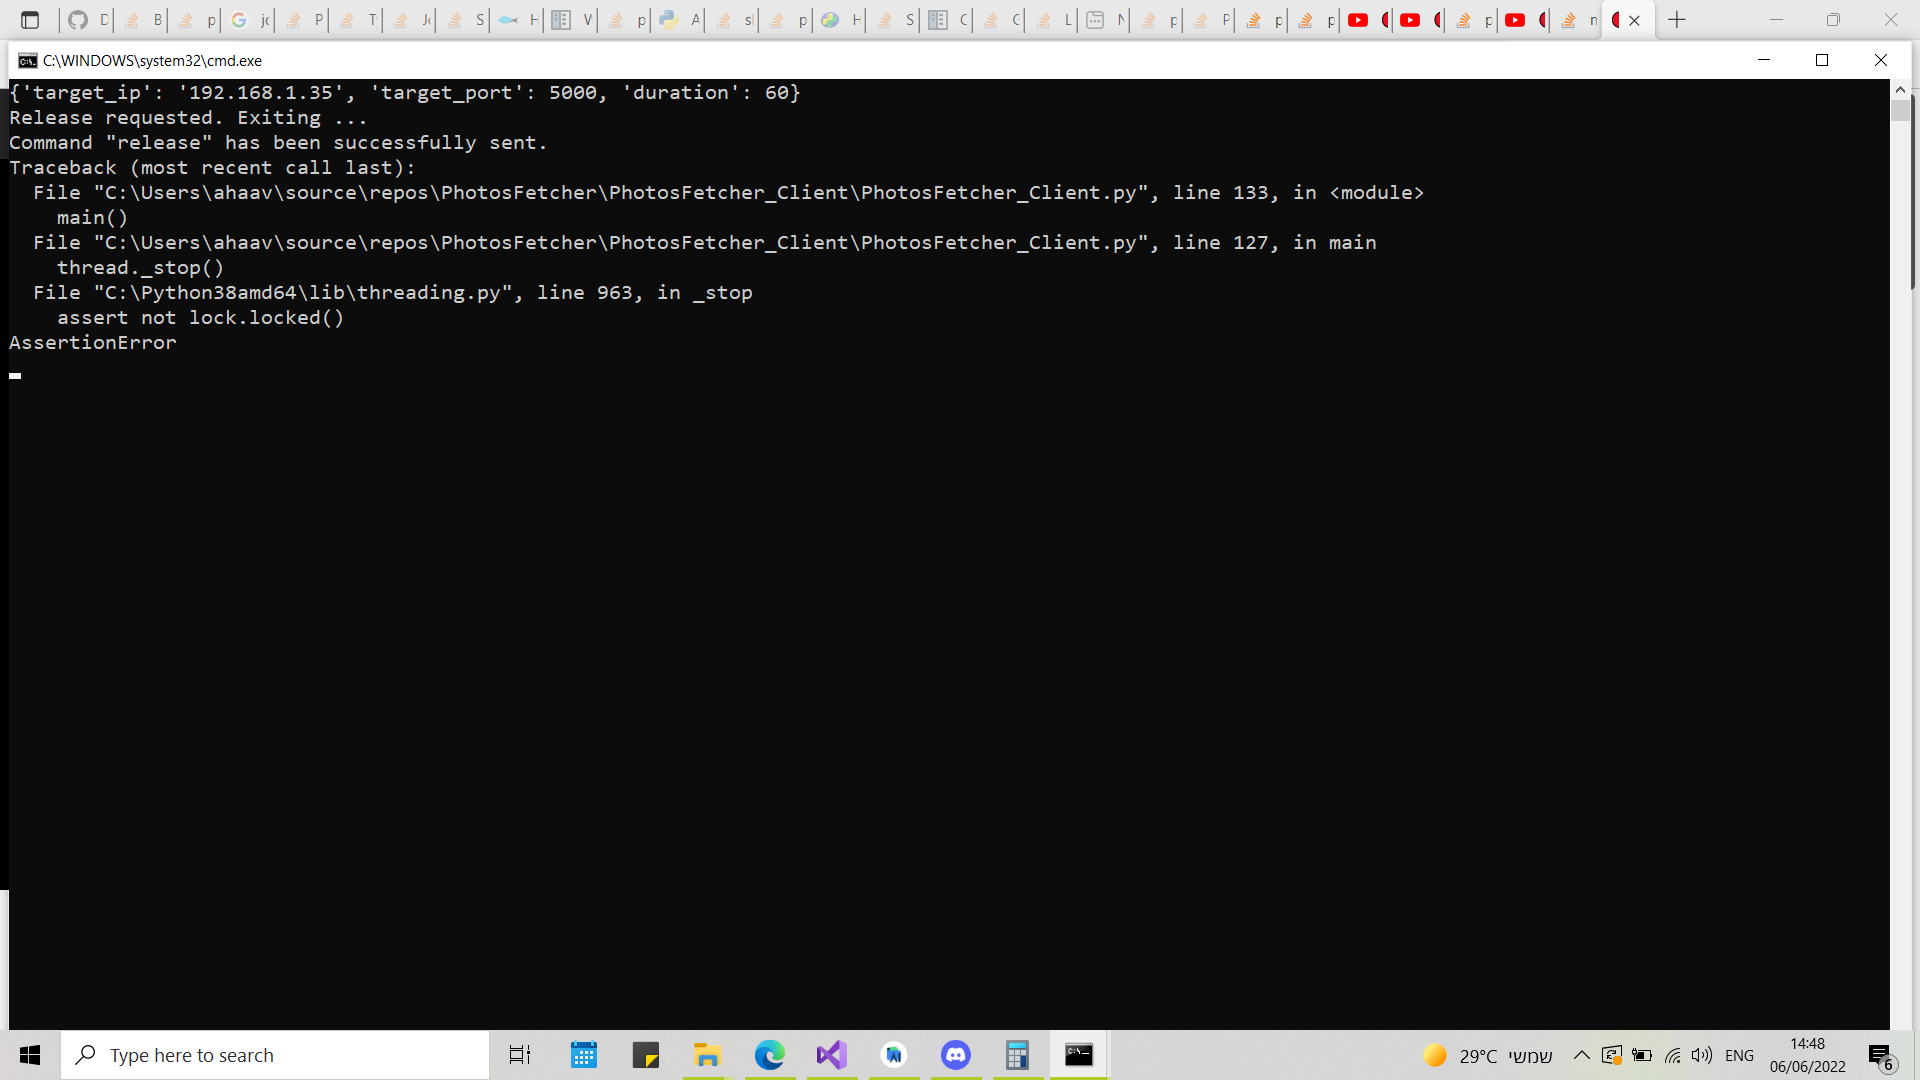 D B p jc P T Jc S H V p A sl p H S C G L N p P p p p n
C:\WINDOWS\system32\cmd.exe
{'target_ip': '192.168.1.35', 'target_port': 5000, 'duration': 60}
Release requested. Exiting ...
Command "release" has been successfully sent.
Traceback (most recent call last):
File "C:\Users\ahaav\source\repos\PhotosFetcher\PhotosFetcher_Client\PhotosFetcher_Client.py", line 133, in <module>
main()
File "C:\Users\ahaav\source\repos\PhotosFetcher\PhotosFetcher_Client\PhotosFetcher_Client.py", line 127, in main
thread._stop()
File "C:\Python38amd64\lib\threading.py", line 963, in _stop
assert not lock.locked()
AssertionError
Type here to search
29°C שמשי
ENG
14:48
06/06/2022
6